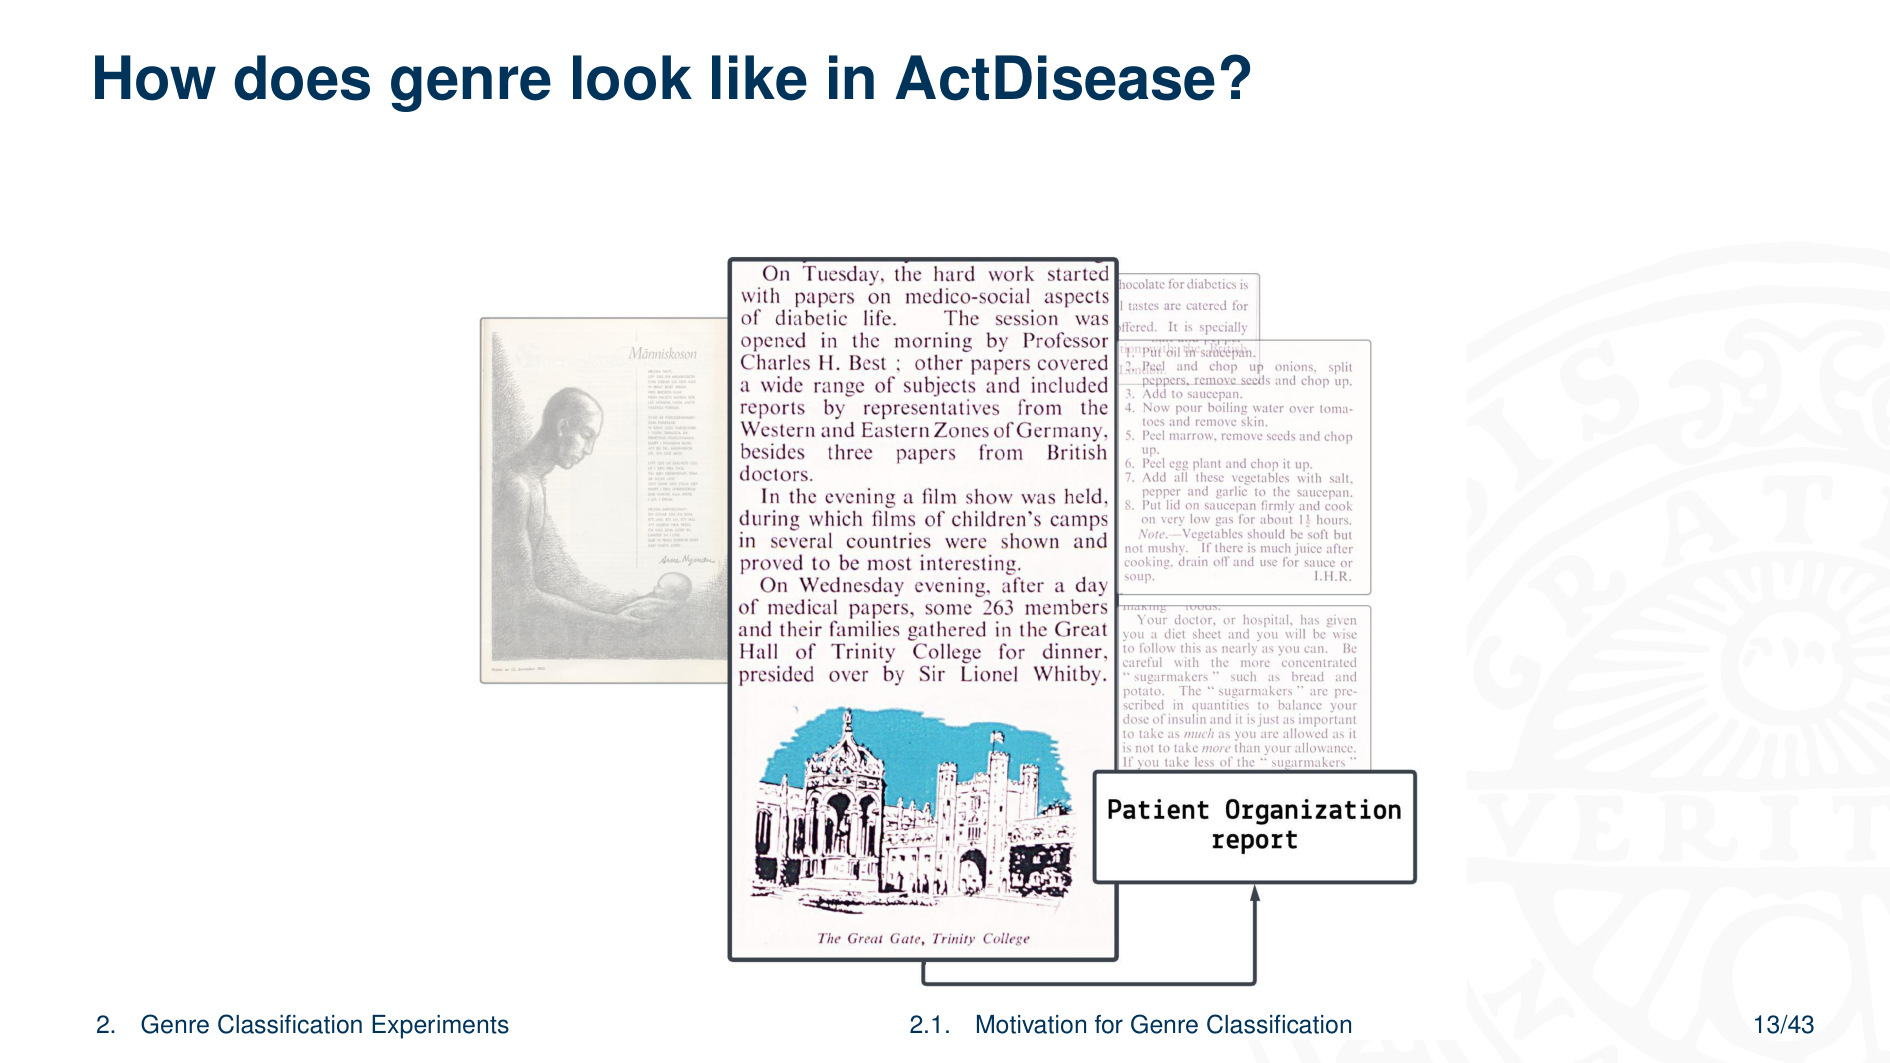 How does genre look like in ActDisease?
Människoson
On Tuesday, the hard work started
with papers on medico-social aspects
of diabetic life. The session was
opened in the morning by Professor
Charles H. Best ; other papers covered
a wide range of subjects and included
reports by representatives from the
Western and Eastern Zones of Germany,
besides three papers from British
doctors.
In the evening a film show was held,
during which films of children's camps
in several countries were shown and
proved to be most interesting.
On Wednesday evening, after a day
of medical papers, some 263 members
and their families gathered in the Great
Hall of Trinity College for dinner,
presided over by Sir Lionel Whitby.
The Great Gate, Trinity College
hocolate for diabetics is
l tastes are catered for
offered. It is specially
1. Put oil in saucepan.
2. Peel and chop up onions, split
peppers, remove seeds and chop up.
3. Add to saucepan.
4. Now pour boiling water over toma-
toes and remove skin.
5. Peel marrow, remove seeds and chop
up.
6. Peel egg plant and chop it up.
7. Add all these vegetables with salt,
pepper and garlic to the saucepan.
8. Put lid on saucepan firmly and cook
on very low gas for about 1½ hours.
Note.—Vegetables should be soft but
not mushy. If there is much juice after
cooking, drain off and use for sauce or
soup. I.H.R.
making foods.
Your doctor, or hospital, has given
you a diet sheet and you will be wise
to follow this as nearly as you can. Be
careful with the more concentrated
“ sugarmakers ” such as bread and
potato. The “ sugarmakers ” are pre-
scribed in quantities to balance your
dose of insulin and it is just as important
to take as much as you are allowed as it
is not to take more than your allowance.
If you take less of the “ sugarmakers ”
Patient Organization
report
2. Genre Classification Experiments
2.1. Motivation for Genre Classification
13/43